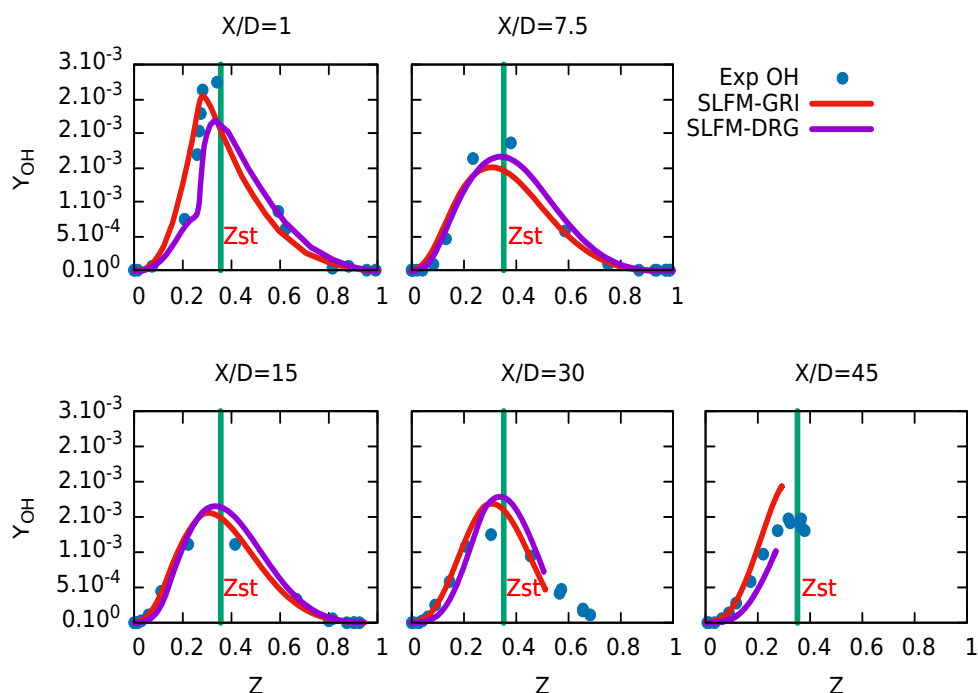 X/D=1
X/D=7.5
3.10⁻³
2.10⁻³
2.10⁻³
2.10⁻³
1.10⁻³
5.10⁻⁴
0.10⁰
Y_OH
Zst
Zst
0 0.2 0.4 0.6 0.8 1
0 0.2 0.4 0.6 0.8 1
Exp OH
SLFM-GRI
SLFM-DRG
X/D=15
X/D=30
X/D=45
3.10⁻³
2.10⁻³
2.10⁻³
2.10⁻³
1.10⁻³
5.10⁻⁴
0.10⁰
Y_OH
Zst
Zst
Zst
0 0.2 0.4 0.6 0.8 1
0 0.2 0.4 0.6 0.8 1
0 0.2 0.4 0.6 0.8 1
Z
Z
Z